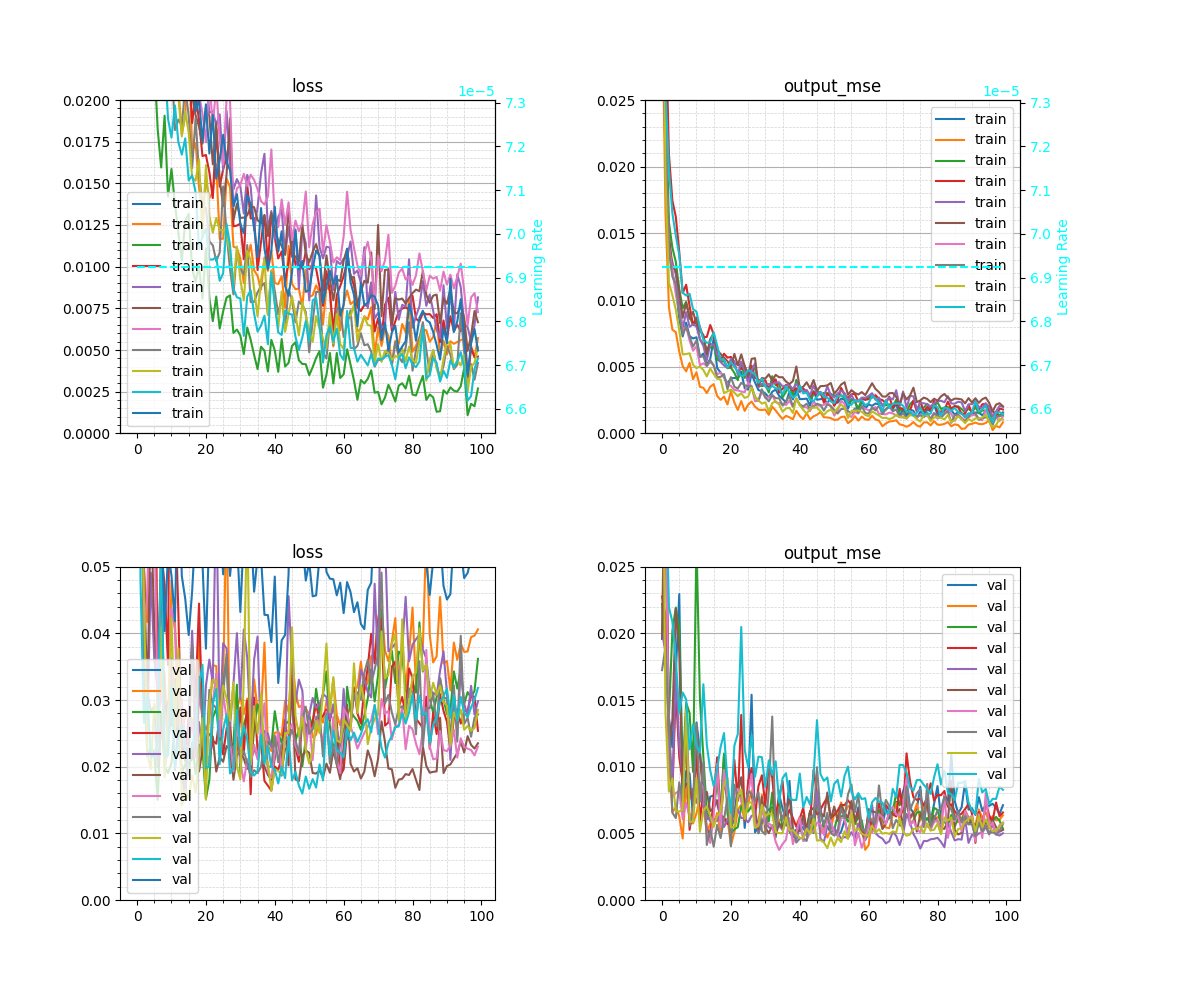 loss
1e−5
0.0200
0.0175
0.0150
0.0125
0.0100
0.0075
0.0050
0.0025
0.0000
train
train
train
train
train
train
train
train
train
train
train
0
20
40
60
80
100
7.3
7.2
7.1
7.0
6.9
6.8
6.7
6.6
Learning Rate
output_mse
1e−5
0.025
0.020
0.015
0.010
0.005
0.000
train
train
train
train
train
train
train
train
train
train
0
20
40
60
80
100
7.3
7.2
7.1
7.0
6.9
6.8
6.7
6.6
Learning Rate
loss
0.05
0.04
0.03
0.02
0.01
0.00
val
val
val
val
val
val
val
val
val
val
val
0
20
40
60
80
100
output_mse
0.025
0.020
0.015
0.010
0.005
0.000
val
val
val
val
val
val
val
val
val
val
0
20
40
60
80
100